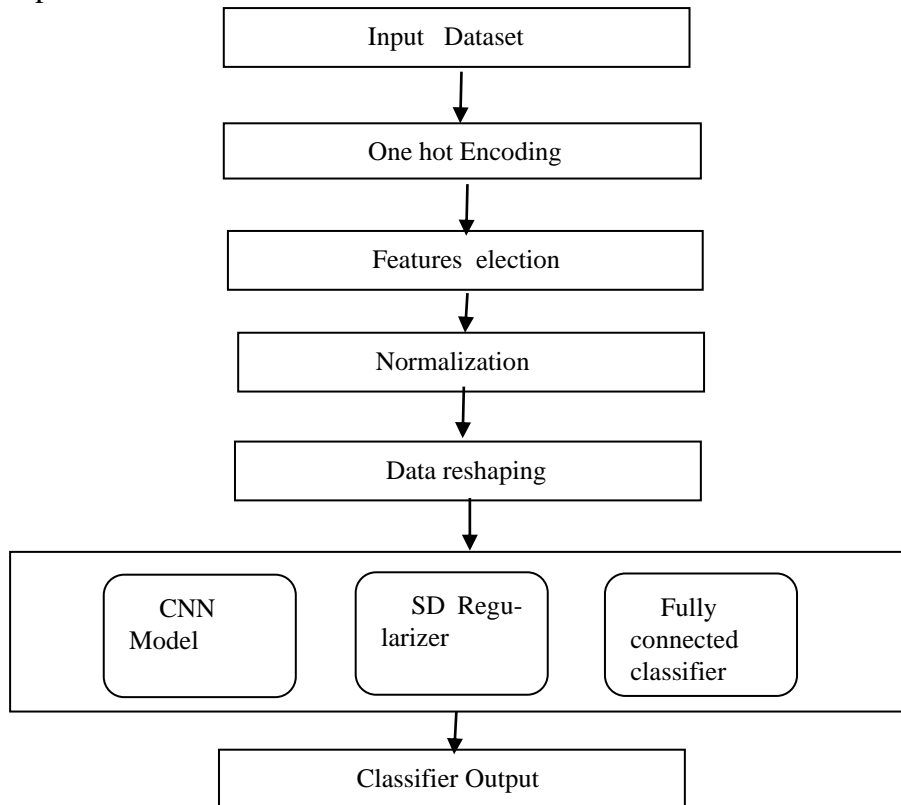 Input Dataset
One hot Encoding
Features election
Normalization
Data reshaping
CNN
Model
SD Regu-
larizer
Fully
connected
classifier
Classifier Output